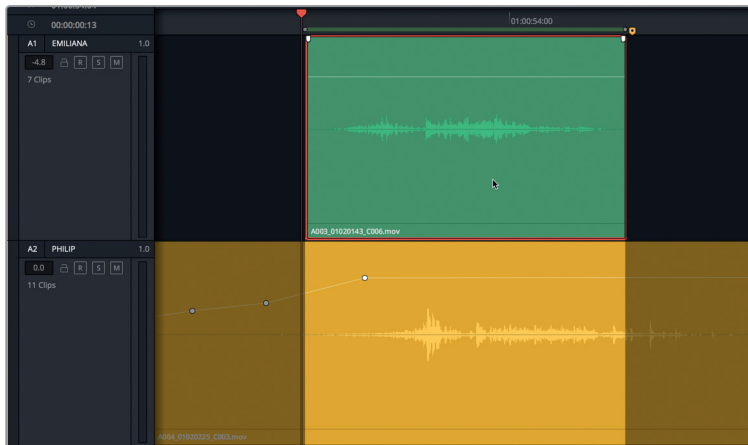 00:00:00:13
01:00:54:00
A1 EMILIANA 1.0
-4.8 R S M
7 Clips
A003_01020143_C006.mov
A2 PHILIP 1.0
0.0 R S M
11 Clips
A004_01020223_C003.mov